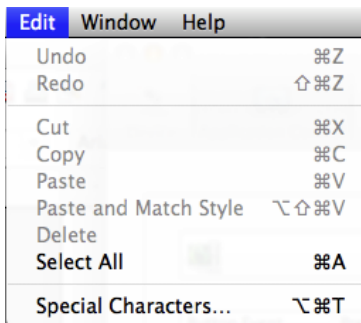 Edit Window Help
Undo ⌘Z
Redo ⇧⌘Z
Cut ⌘X
Copy ⌘C
Paste ⌘V
Paste and Match Style ⌥⇧⌘V
Delete
Select All ⌘A
Special Characters... ⌥⌘T